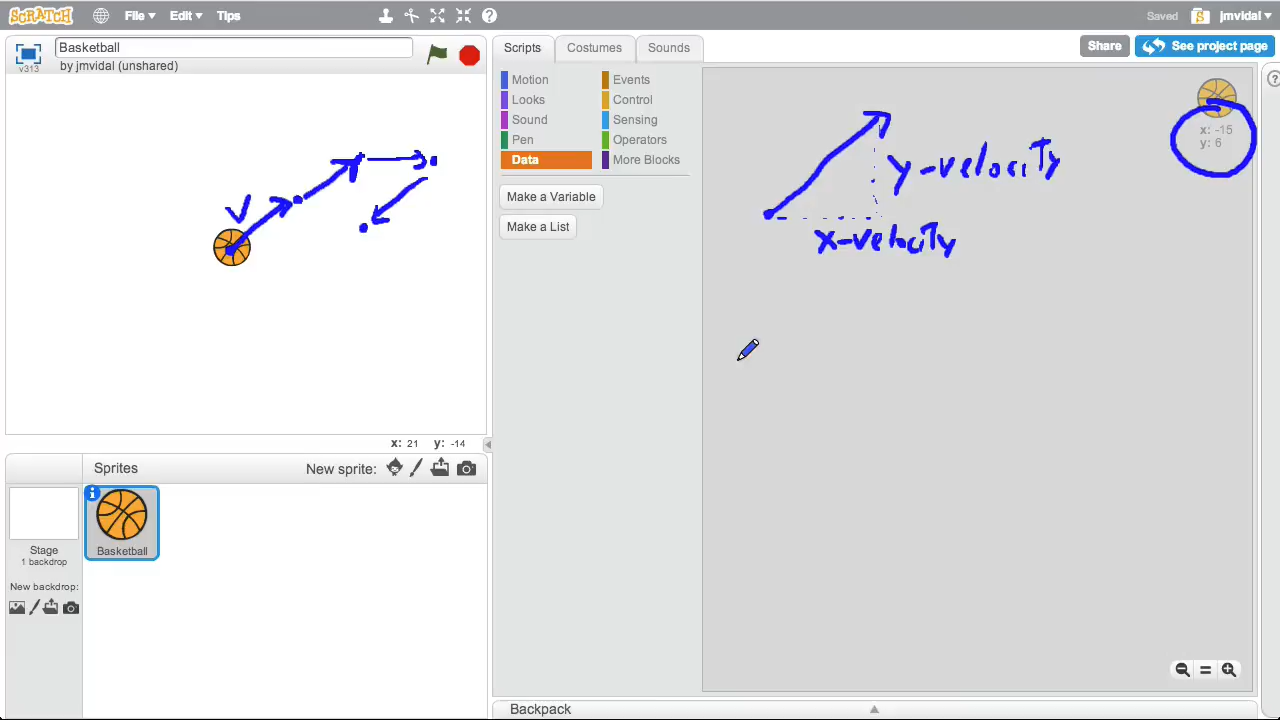 SCRATCH File Edit Tips Saved S jmvidal
v313 Basketball
by jmvidal (unshared)
Scripts Costumes Sounds
Share See project page
Motion Events
Looks Control
Sound Sensing
Pen Operators
Data More Blocks
Make a Variable
Make a List
x: -15
y: 6
V
y-velocity
x-velocity
x: 21 y: -14
Sprites New sprite:
Stage
1 backdrop
New backdrop:
Basketball
Backpack